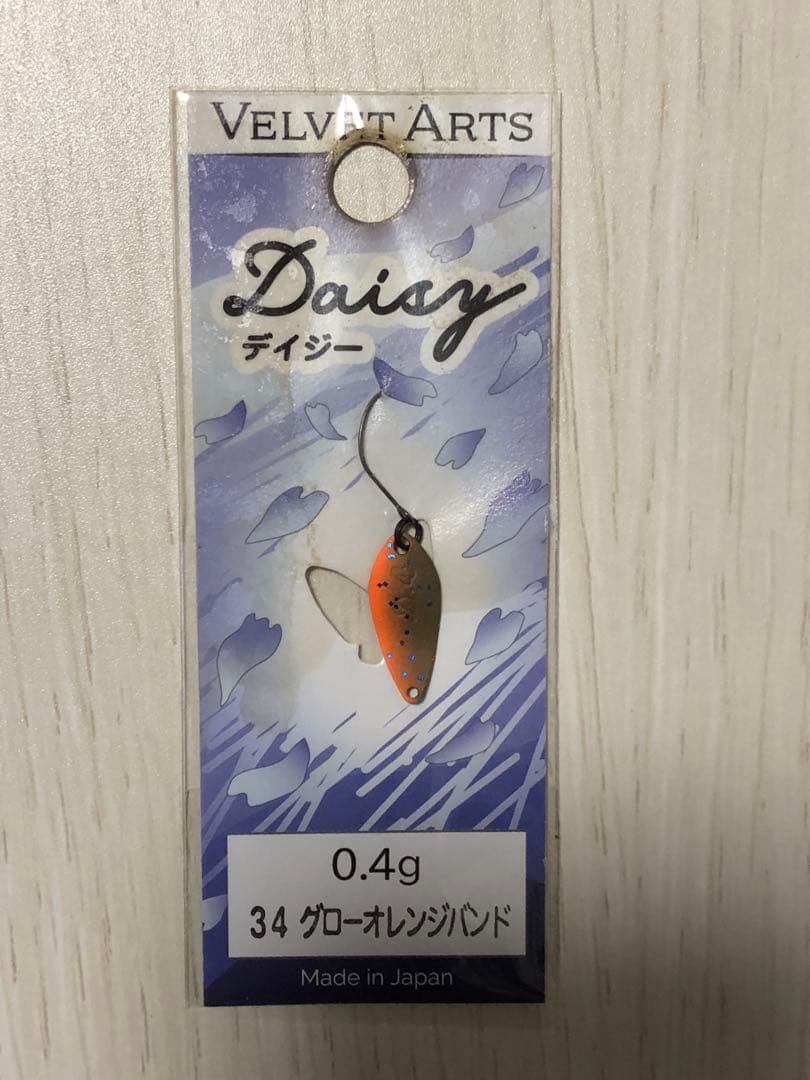 VELVET ARTS
Daisy
デイジー
0.4g
34 グローオレンジバンド
Made in Japan